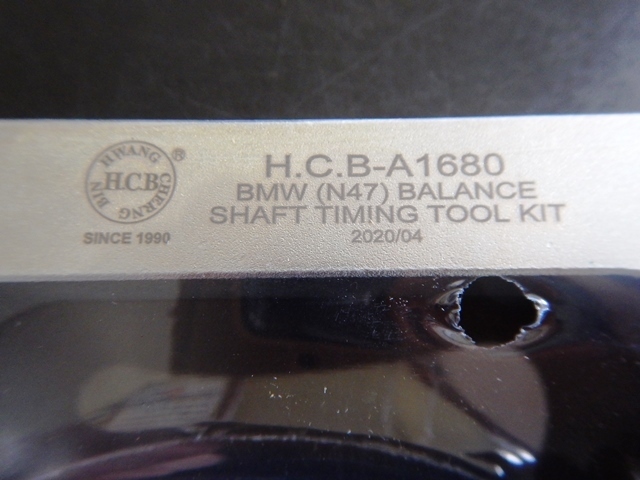 HWANG CHERNG BIN
H.C.B
®
SINCE 1990
H.C.B-A1680
BMW (N47) BALANCE
SHAFT TIMING TOOL KIT
2020/04